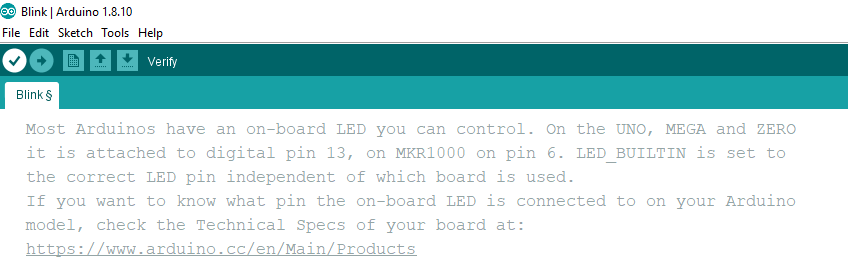 Blink | Arduino 1.8.10
File Edit Sketch Tools Help
Verify
Blink §
Most Arduinos have an on-board LED you can control. On the UNO, MEGA and ZERO
it is attached to digital pin 13, on MKR1000 on pin 6. LED_BUILTIN is set to
the correct LED pin independent of which board is used.
If you want to know what pin the on-board LED is connected to on your Arduino
model, check the Technical Specs of your board at:
https://www.arduino.cc/en/Main/Products